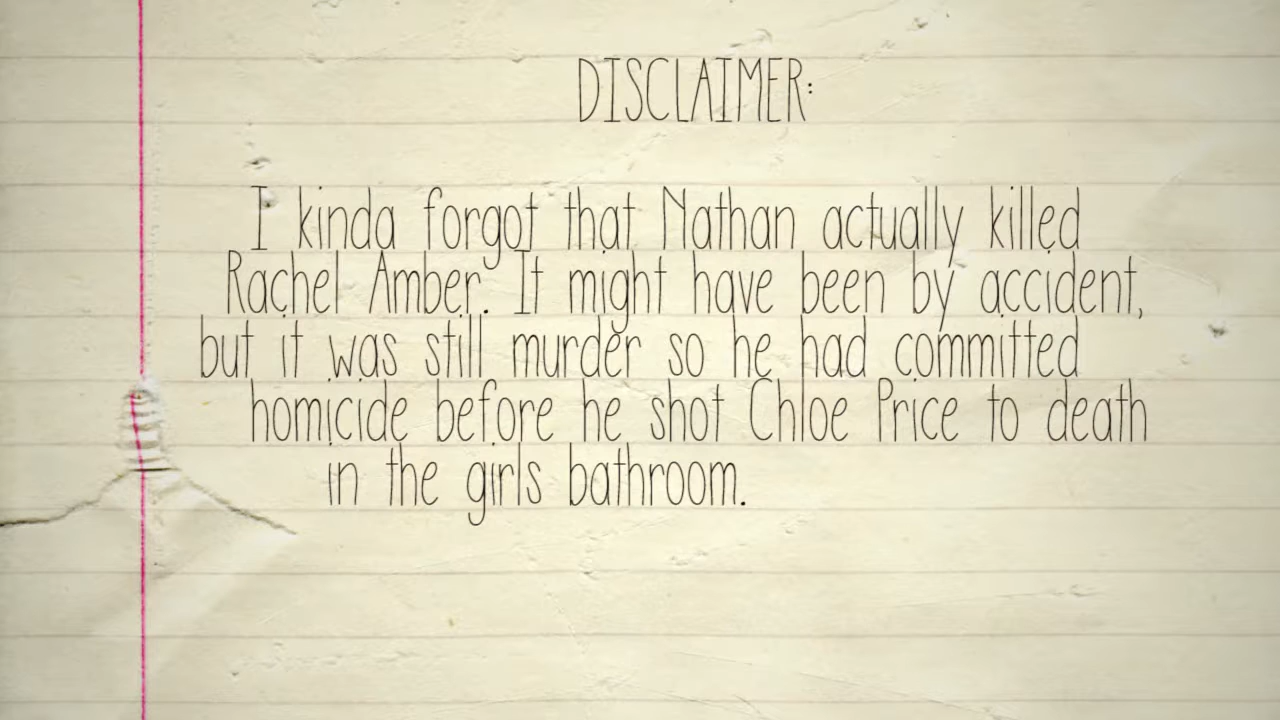 DISCLAIMER:
I kinda forgot that Nathan actually killed
Rachel Amber. It might have been by accident,
but it was still murder so he had committed
homicide before he shot Chloe Price to death
in the girls bathroom.